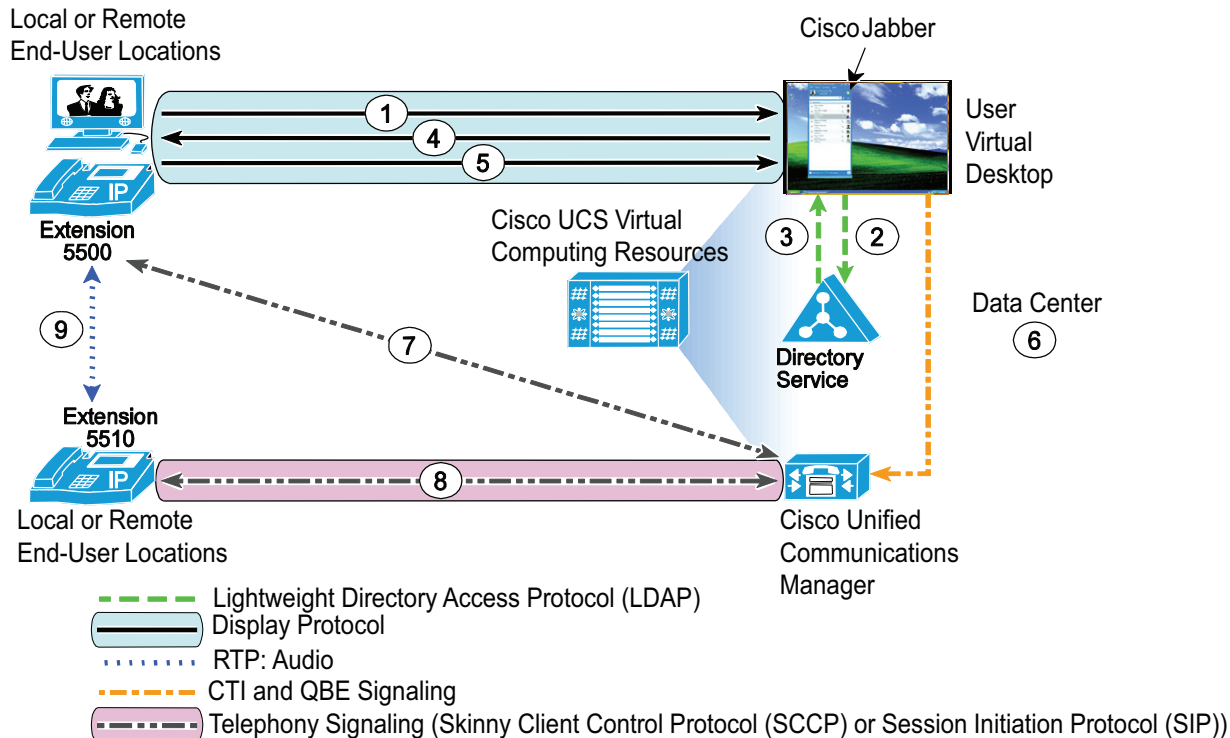 Local or Remote
End-User Locations
Cisco Jabber
1
4
5
User
Virtual
Desktop
IP
Extension
5500
Cisco UCS Virtual
Computing Resources
3
2
Data Center
6
9
7
Directory
Service
Extension
5510
IP
8
Local or Remote
End-User Locations
Cisco Unified
Communications
Manager
Lightweight Directory Access Protocol (LDAP)
Display Protocol
RTP: Audio
CTI and QBE Signaling
Telephony Signaling (Skinny Client Control Protocol (SCCP) or Session Initiation Protocol (SIP))